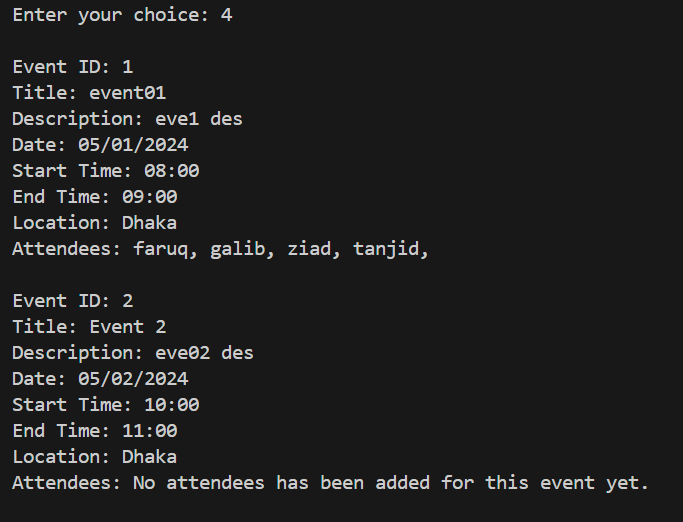 Enter your choice: 4
Event ID: 1
Title: event01
Description: eve1 des
Date: 05/01/2024
Start Time: 08:00
End Time: 09:00
Location: Dhaka
Attendees: faruq, galib, ziad, tanjid,
Event ID: 2
Title: Event 2
Description: eve02 des
Date: 05/02/2024
Start Time: 10:00
End Time: 11:00
Location: Dhaka
Attendees: No attendees has been added for this event yet.